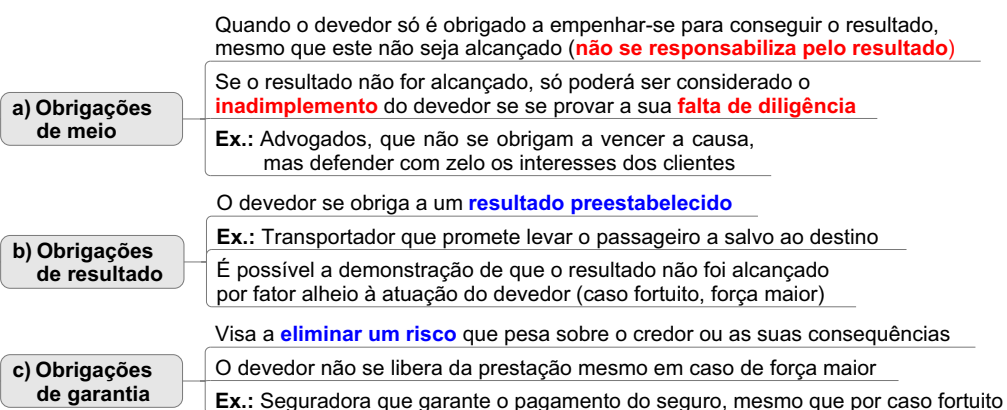 Quando o devedor só é obrigado a empenhar-se para conseguir o resultado,
mesmo que este não seja alcançado (não se responsabiliza pelo resultado)
a) Obrigações
de meio
Se o resultado não for alcançado, só poderá ser considerado o
inadimplemento do devedor se se provar a sua falta de diligência
Ex.: Advogados, que não se obrigam a vencer a causa,
mas defender com zelo os interesses dos clientes
O devedor se obriga a um resultado preestabelecido
b) Obrigações
de resultado
Ex.: Transportador que promete levar o passageiro a salvo ao destino
É possível a demonstração de que o resultado não foi alcançado
por fator alheio à atuação do devedor (caso fortuito, força maior)
Visa a eliminar um risco que pesa sobre o credor ou as suas consequências
c) Obrigações
de garantia
O devedor não se libera da prestação mesmo em caso de força maior
Ex.: Seguradora que garante o pagamento do seguro, mesmo que por caso fortuito